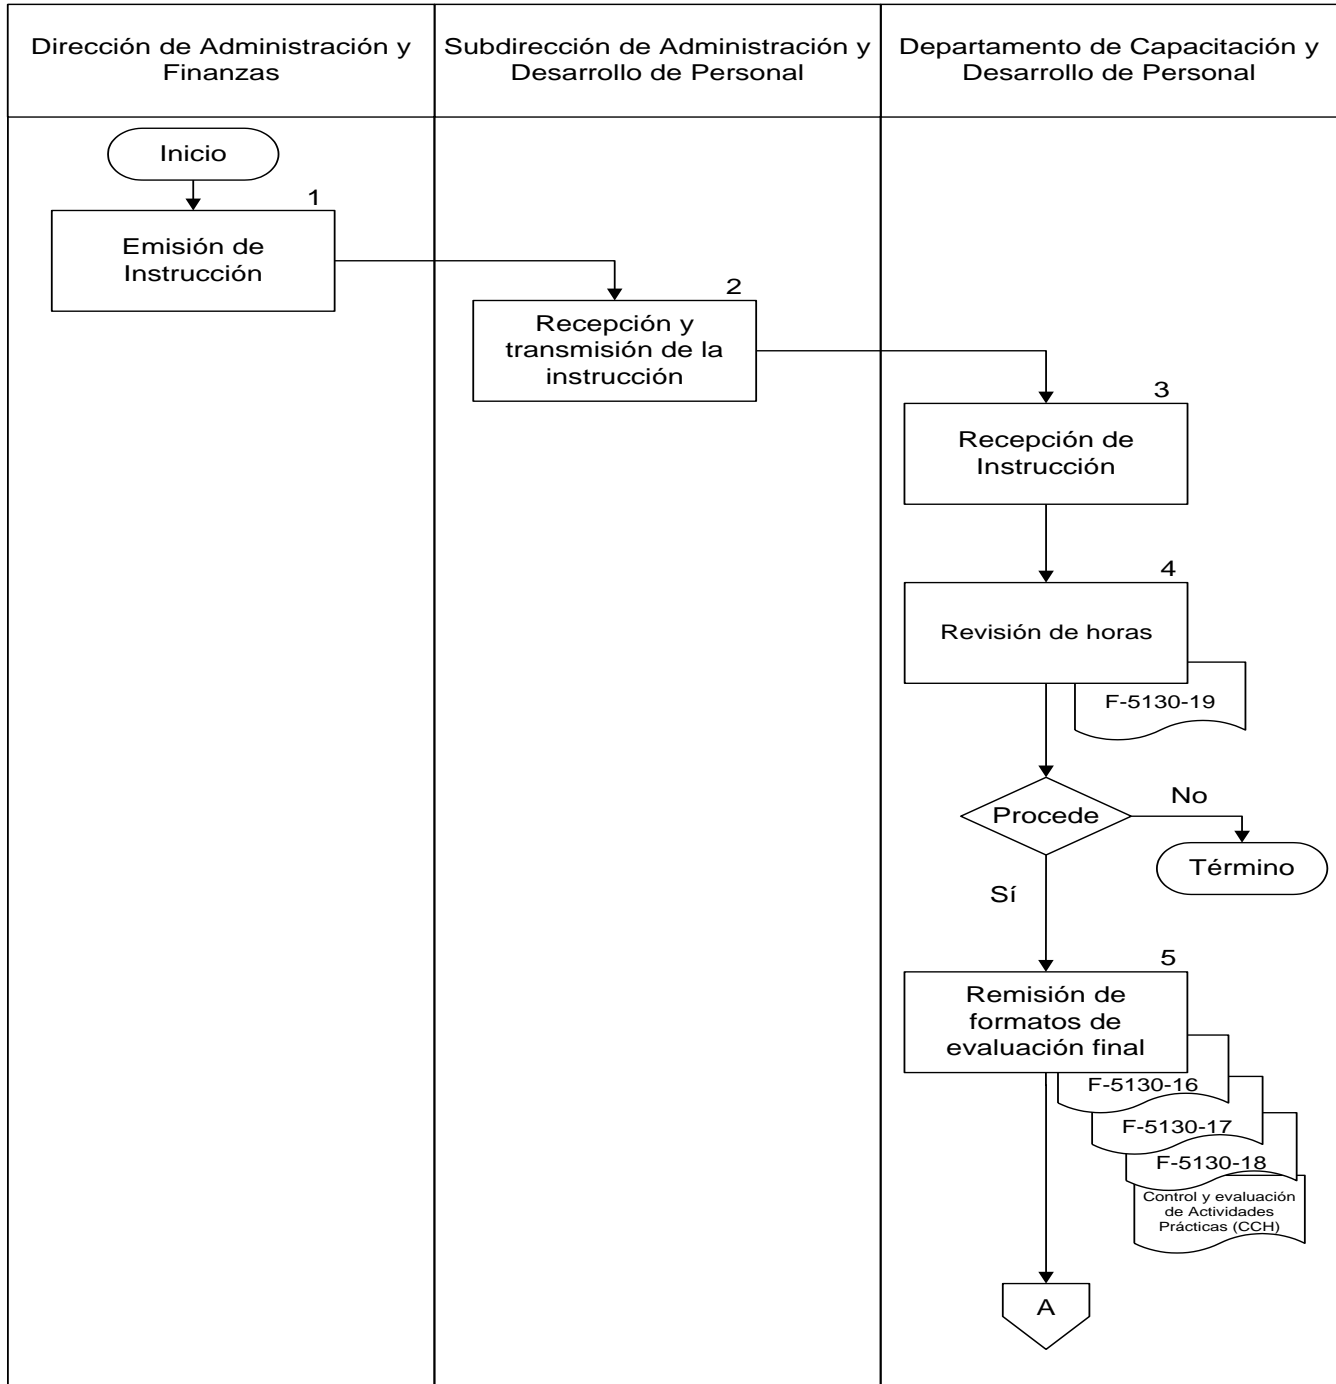 Dirección de Administración y
Finanzas
Subdirección de Administración y
Desarrollo de Personal
Departamento de Capacitación y
Desarrollo de Personal
Inicio
1
Emisión de
Instrucción
2
Recepción y
transmisión de la
instrucción
3
Recepción de
Instrucción
4
Revisión de horas
F-5130-19
Procede
No
Término
Sí
5
Remisión de
formatos de
evaluación final
F-5130-16
F-5130-17
F-5130-18
Control y evaluación
de Actividades
Prácticas (CCH)
A